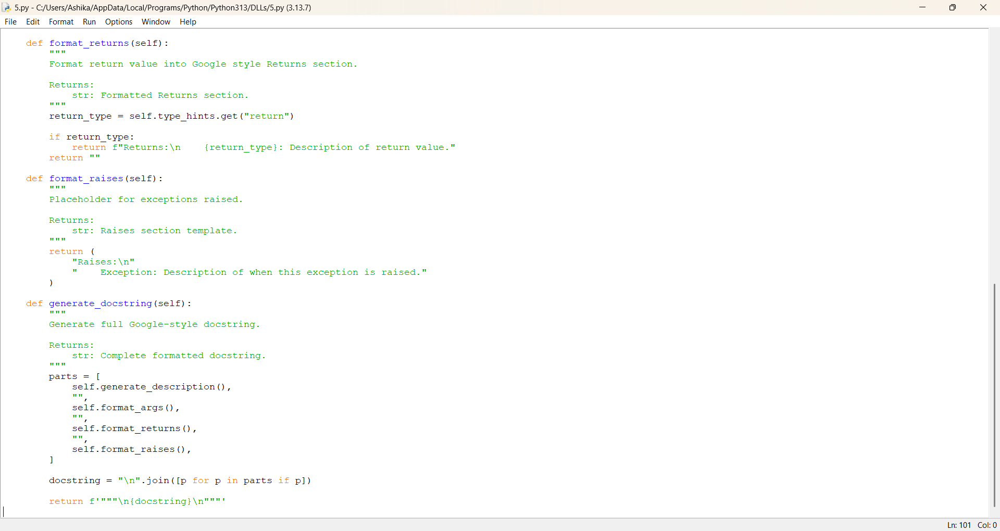 5.py - C:/Users/Ashika/AppData/Local/Programs/Python/Python313/DLLs/5.py (3.13.7)
File Edit Format Run Options Window Help
    def format_returns(self):
        """
        Format return value into Google style Returns section.

        Returns:
            str: Formatted Returns section.
        """
        return_type = self.type_hints.get("return")

        if return_type:
            return f"Returns:\n    {return_type}: Description of return value."
        return ""

    def format_raises(self):
        """
        Placeholder for exceptions raised.

        Returns:
            str: Raises section template.
        """
        return (
            "Raises:\n"
            "    Exception: Description of when this exception is raised."
        )

    def generate_docstring(self):
        """
        Generate full Google-style docstring.

        Returns:
            str: Complete formatted docstring.
        """
        parts = [
            self.generate_description(),
            "",
            self.format_args(),
            "",
            self.format_returns(),
            "",
            self.format_raises(),
        ]

        docstring = "\n".join([p for p in parts if p])

        return f'"""\n{docstring}\n"""'
Ln: 101 Col: 0